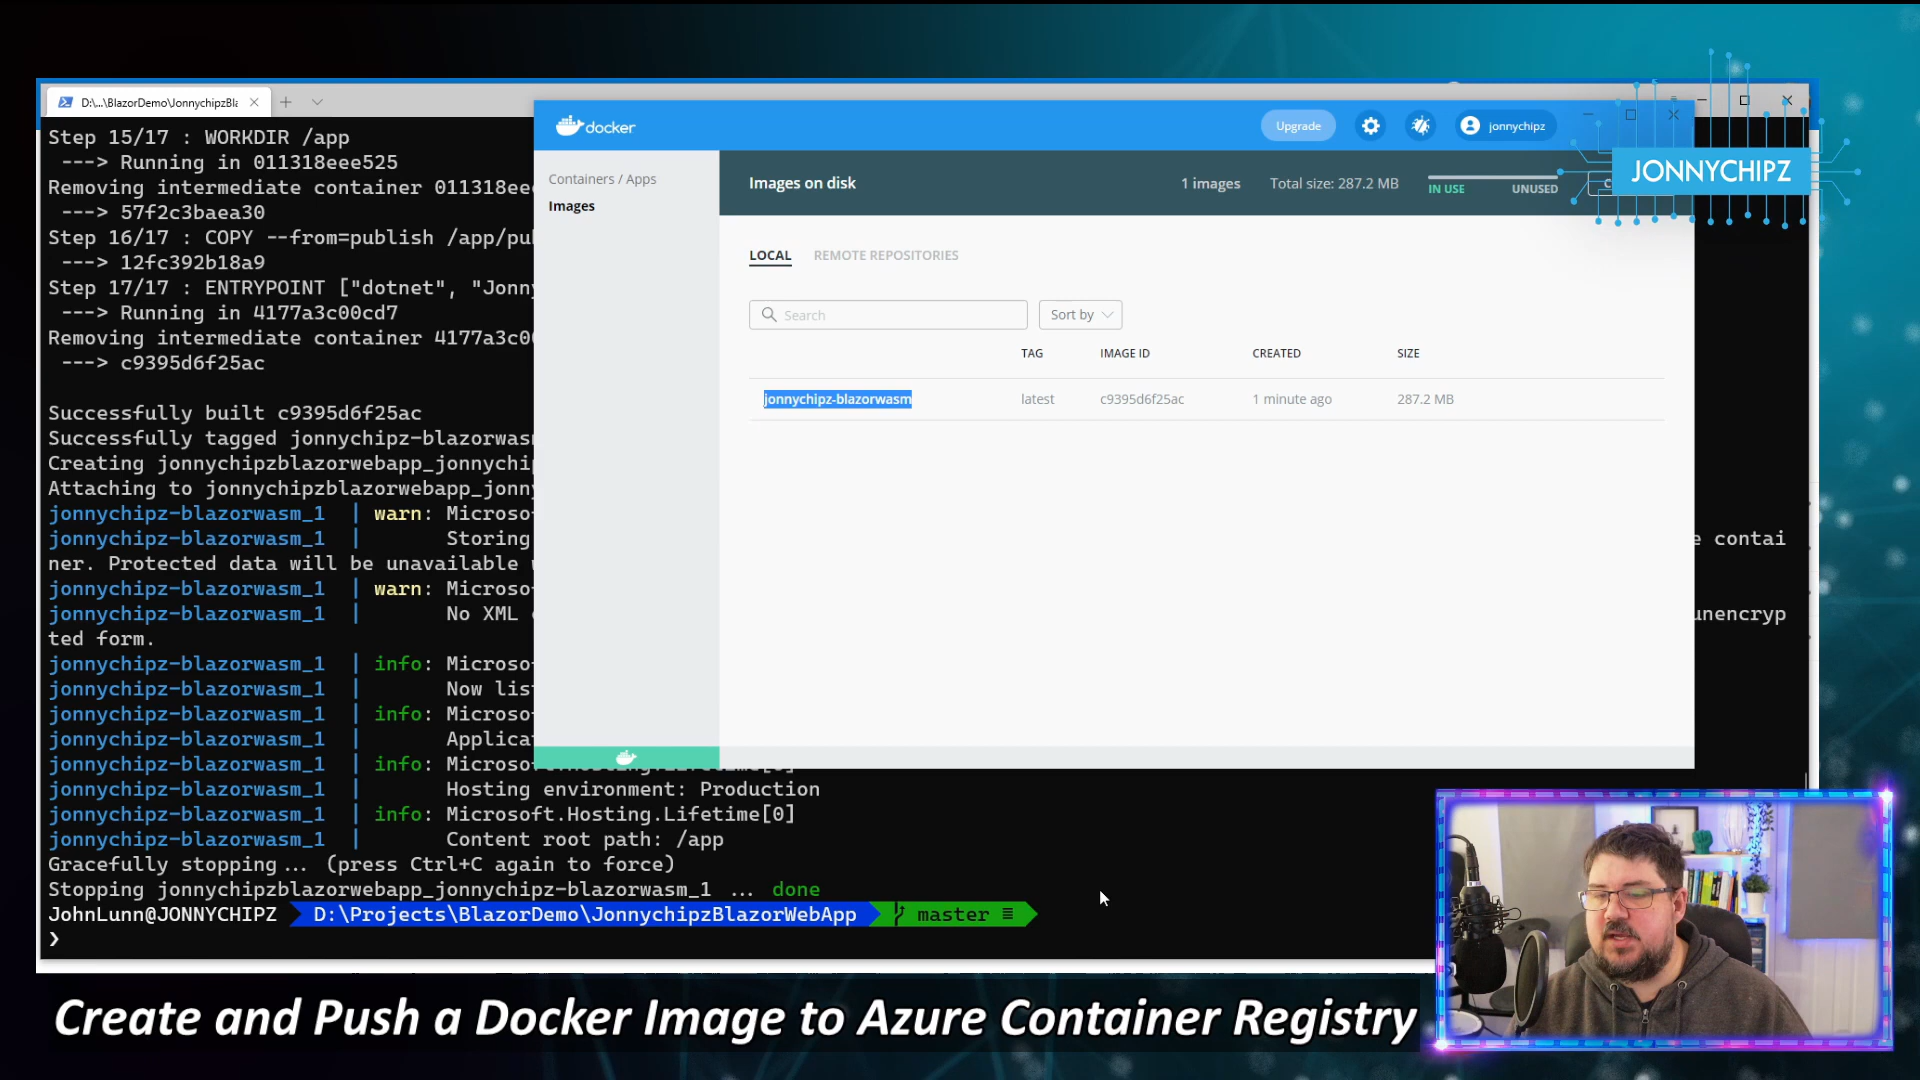 D:\...\BlazorDemo\JonnychipzBla
Step 15/17 : WORKDIR /app
---> Running in 011318eee525
Removing intermediate container 011318eee
---> 57f2c3baea30
Step 16/17 : COPY --from=publish /app/pu
---> 12fc392b18a9
Step 17/17 : ENTRYPOINT ["dotnet", "Jonn
---> Running in 4177a3c00cd7
Removing intermediate container 4177a3c0
---> c9395d6f25ac
Successfully built c9395d6f25ac
Successfully tagged jonnychipz-blazorwas
Creating jonnychipzblazorwebapp_jonnychi
Attaching to jonnychipzblazorwebapp_jonn
jonnychipz-blazorwasm_1 | warn: Microso
jonnychipz-blazorwasm_1 | Storing e contai
ner. Protected data will be unavailable
jonnychipz-blazorwasm_1 | warn: Microso
jonnychipz-blazorwasm_1 | No XML unencryp
ted form.
jonnychipz-blazorwasm_1 | info: Microso
jonnychipz-blazorwasm_1 | Now lis
jonnychipz-blazorwasm_1 | info: Microso
jonnychipz-blazorwasm_1 | Applica
jonnychipz-blazorwasm_1 | info: Microsoft.Hosting.Lifetime[0]
jonnychipz-blazorwasm_1 | Hosting environment: Production
jonnychipz-blazorwasm_1 | info: Microsoft.Hosting.Lifetime[0]
jonnychipz-blazorwasm_1 | Content root path: /app
Gracefully stopping... (press Ctrl+C again to force)
Stopping jonnychipzblazorwebapp_jonnychipz-blazorwasm_1 ... done
JohnLunn@JONNYCHIPZ D:\Projects\BlazorDemo\JonnychipzBlazorWebApp master ≡
❯
docker
Upgrade
jonnychipz
Containers / Apps
Images
Images on disk
1 images
Total size: 287.2 MB
IN USE
UNUSED
C
JONNYCHIPZ
LOCAL
REMOTE REPOSITORIES
Search
Sort by
TAG IMAGE ID CREATED SIZE
jonnychipz-blazorwasm latest c9395d6f25ac 1 minute ago 287.2 MB
Create and Push a Docker Image to Azure Container Registry